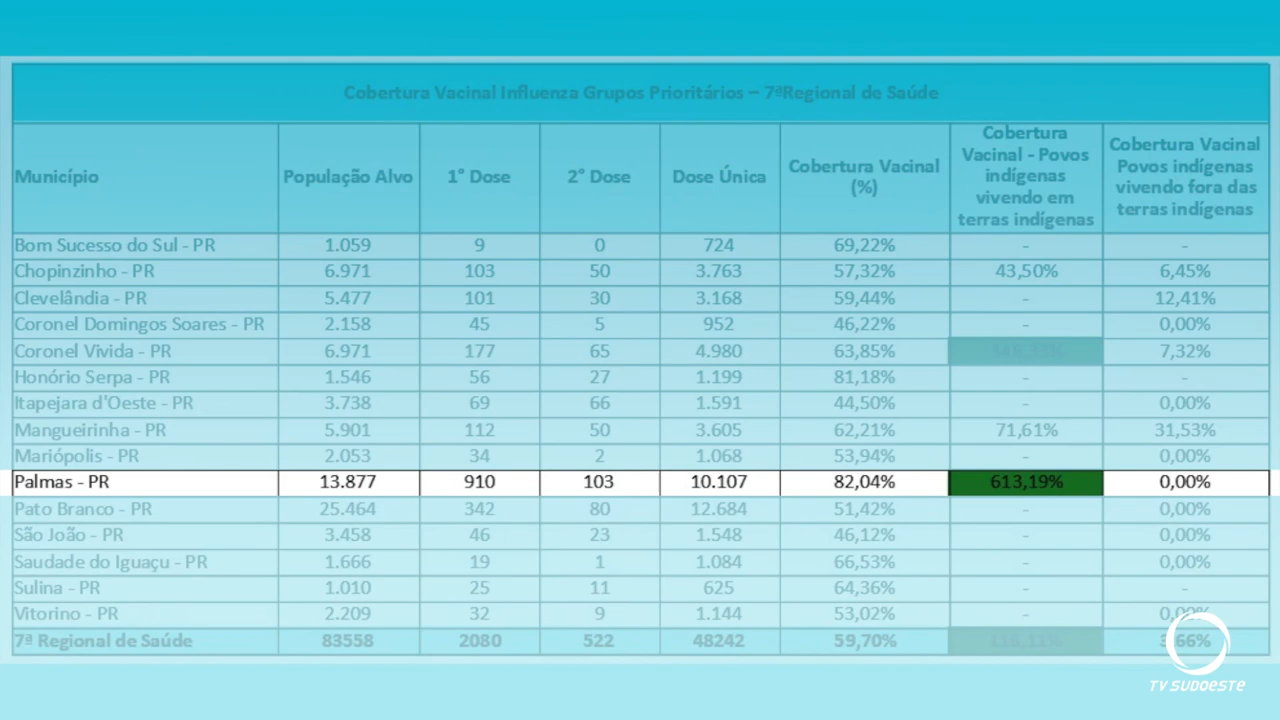 Cobertura Vacinal Influenza Grupos Prioritários – 7ªRegional de Saúde
Município População Alvo 1° Dose 2° Dose Dose Única Cobertura Vacinal (%) Cobertura Vacinal - Povos indígenas vivendo em terras indígenas Cobertura Vacinal Povos indígenas vivendo fora das terras indígenas
Bom Sucesso do Sul - PR 1.059 9 0 724 69,22% - -
Chopinzinho - PR 6.971 103 50 3.763 57,32% 43,50% 6,45%
Clevelândia - PR 5.477 101 30 3.168 59,44% - 12,41%
Coronel Domingos Soares - PR 2.158 45 5 952 46,22% - 0,00%
Coronel Vivida - PR 6.971 177 65 4.980 63,85% 7,32%
Honório Serpa - PR 1.546 56 27 1.199 81,18% - -
Itapejara d'Oeste - PR 3.738 69 66 1.591 44,50% - 0,00%
Mangueirinha - PR 5.901 112 50 3.605 62,21% 71,61% 31,53%
Mariópolis - PR 2.053 34 2 1.068 53,94% - 0,00%
Palmas - PR 13.877 910 103 10.107 82,04% 613,19% 0,00%
Pato Branco - PR 25.464 342 80 12.684 51,42% - 0,00%
São João - PR 3.458 46 23 1.548 46,12% - 0,00%
Saudade do Iguaçu - PR 1.666 19 1 1.084 66,53% - 0,00%
Sulina - PR 1.010 25 11 625 64,36% - -
Vitorino - PR 2.209 32 9 1.144 53,02% - 0,00%
7ª Regional de Saúde 83558 2080 522 48242 59,70% 3,66%
TV SUDOESTE